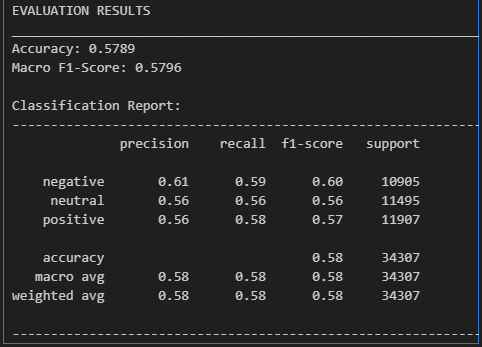 EVALUATION RESULTS
Accuracy: 0.5789
Macro F1-Score: 0.5796
Classification Report:
precision recall f1-score support
negative 0.61 0.59 0.60 10905
neutral 0.56 0.56 0.56 11495
positive 0.56 0.58 0.57 11907
accuracy 0.58 34307
macro avg 0.58 0.58 0.58 34307
weighted avg 0.58 0.58 0.58 34307